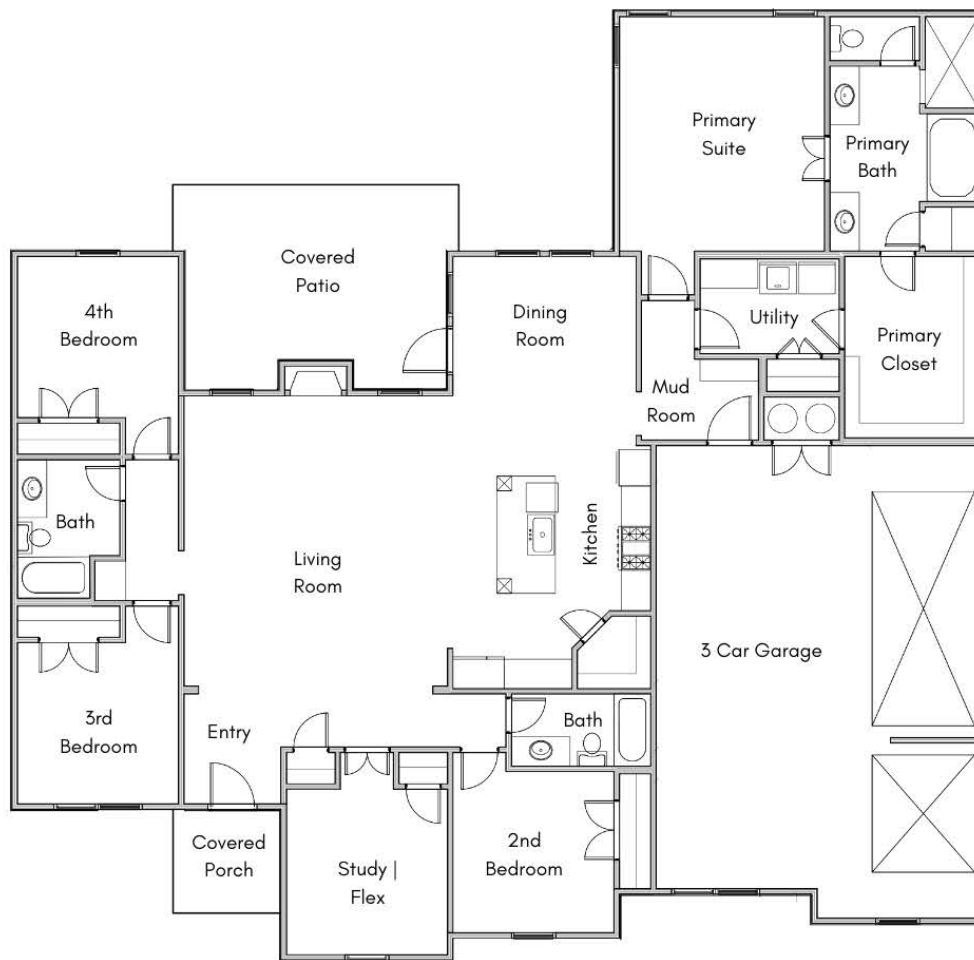 Primary
Suite
Primary
Bath
Covered
Patio
4th
Bedroom
Dining
Room
Utility
Primary
Closet
Mud
Room
Bath
Living
Room
Kitchen
3 Car Garage
3rd
Bedroom
Entry
Bath
Covered
Porch
Study |
Flex
2nd
Bedroom